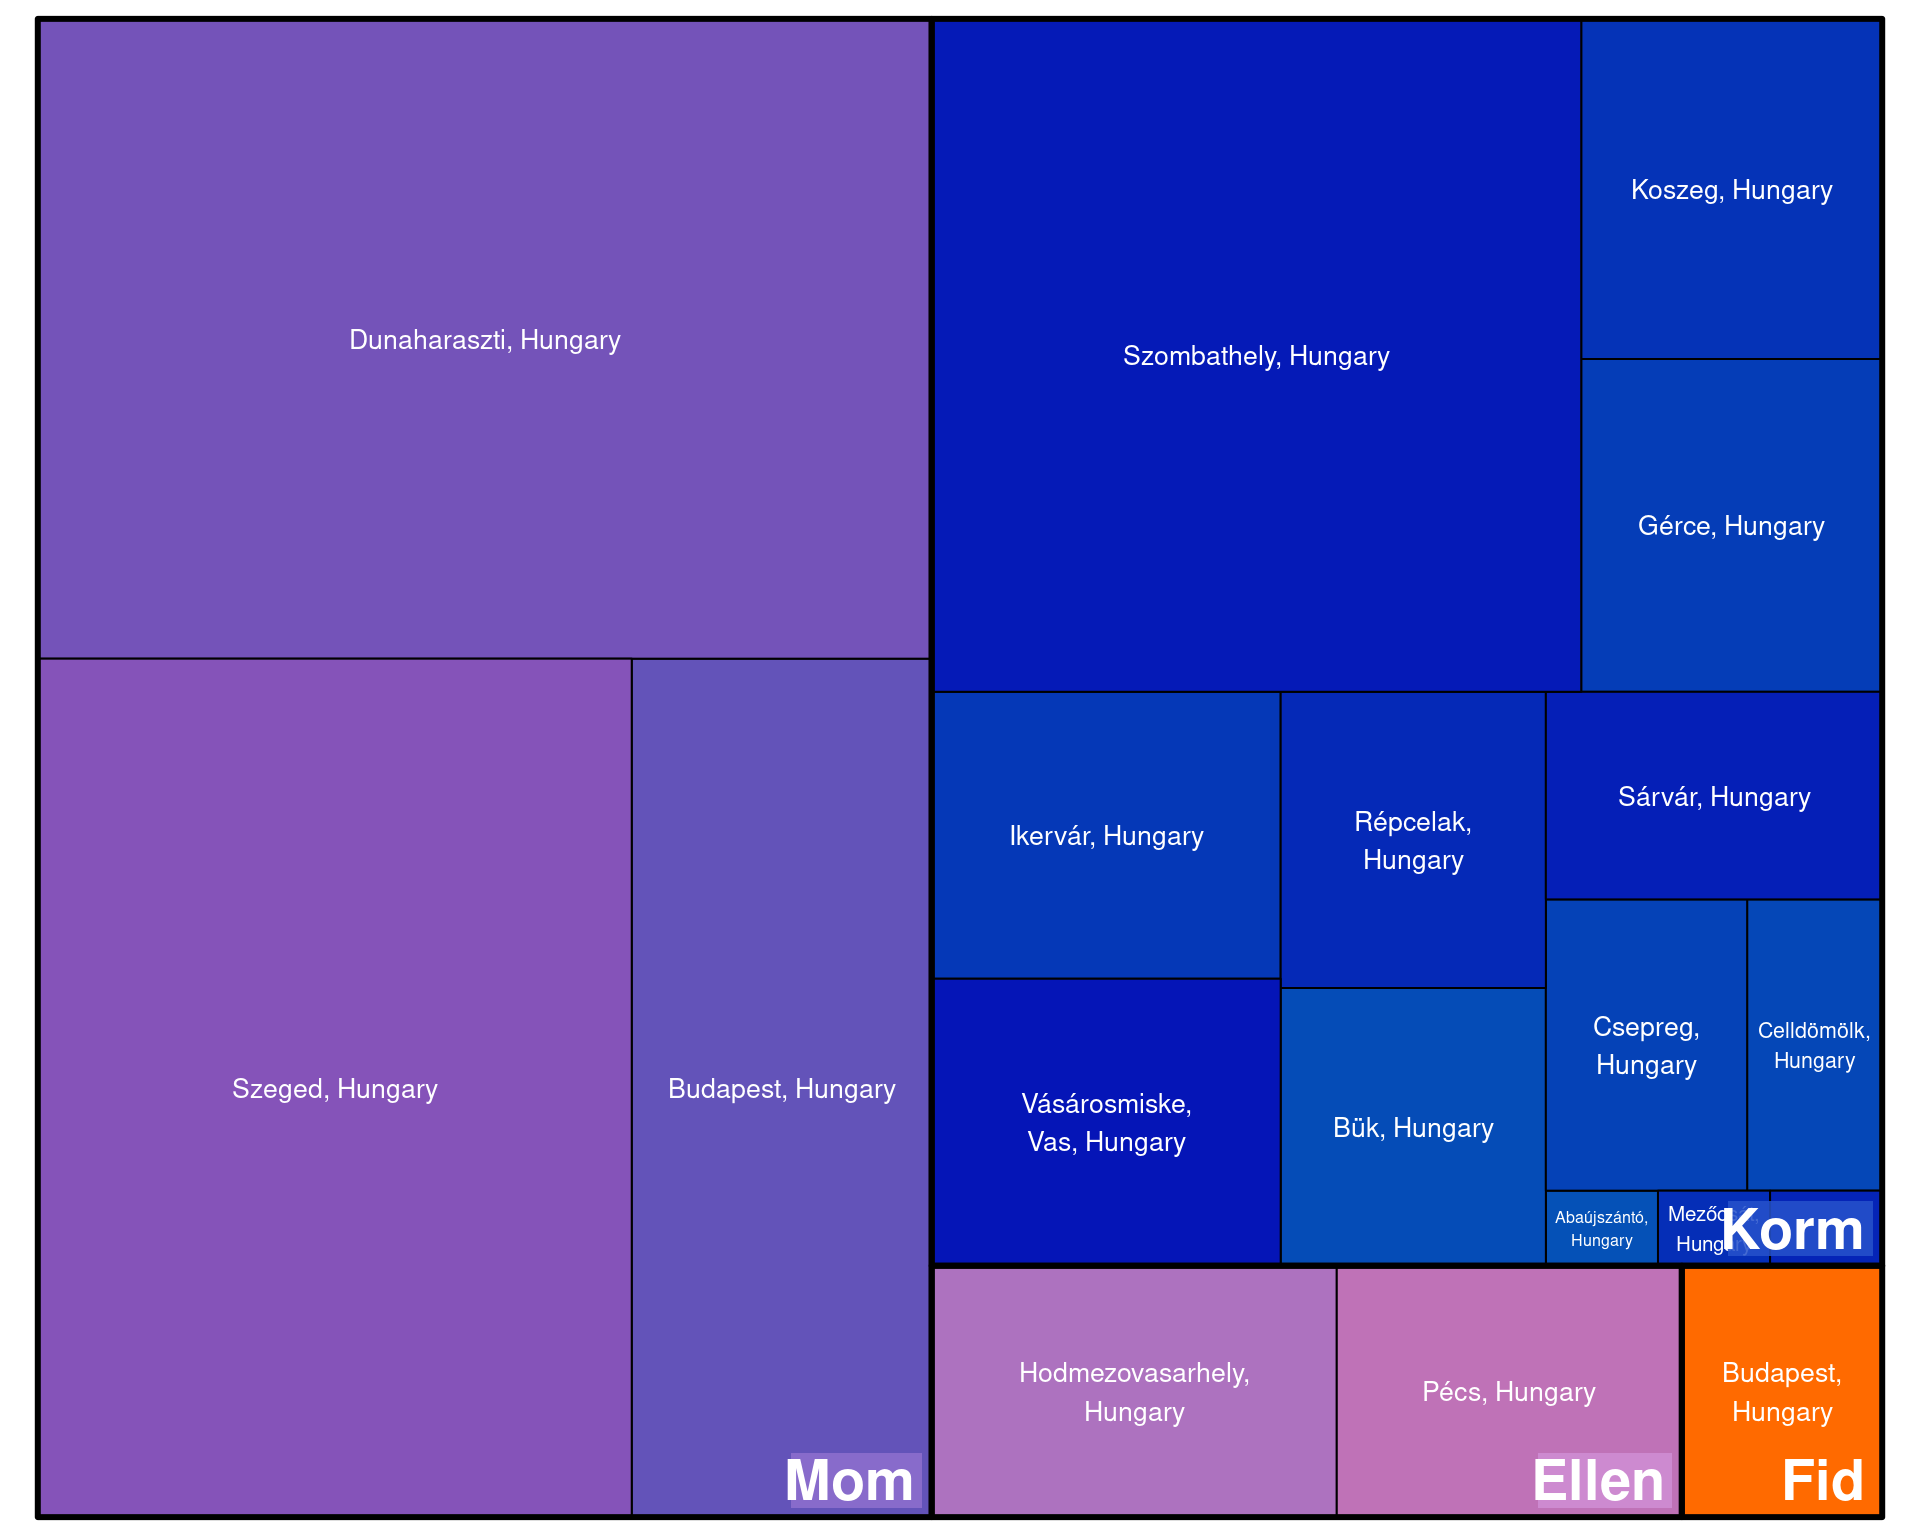 Dunaharaszti, Hungary
Szeged, Hungary
Budapest, Hungary
Mom
Szombathely, Hungary
Koszeg, Hungary
Gérce, Hungary
Ikervár, Hungary
Répcelak,
Hungary
Sárvár, Hungary
Vásárosmiske,
Vas, Hungary
Bük, Hungary
Csepreg,
Hungary
Celldömölk,
Hungary
Abaújszántó,
Hungary
Hungary
Korm
Hodmezovasarhely,
Hungary
Pécs, Hungary
Ellen
Budapest,
Hungary
Fid